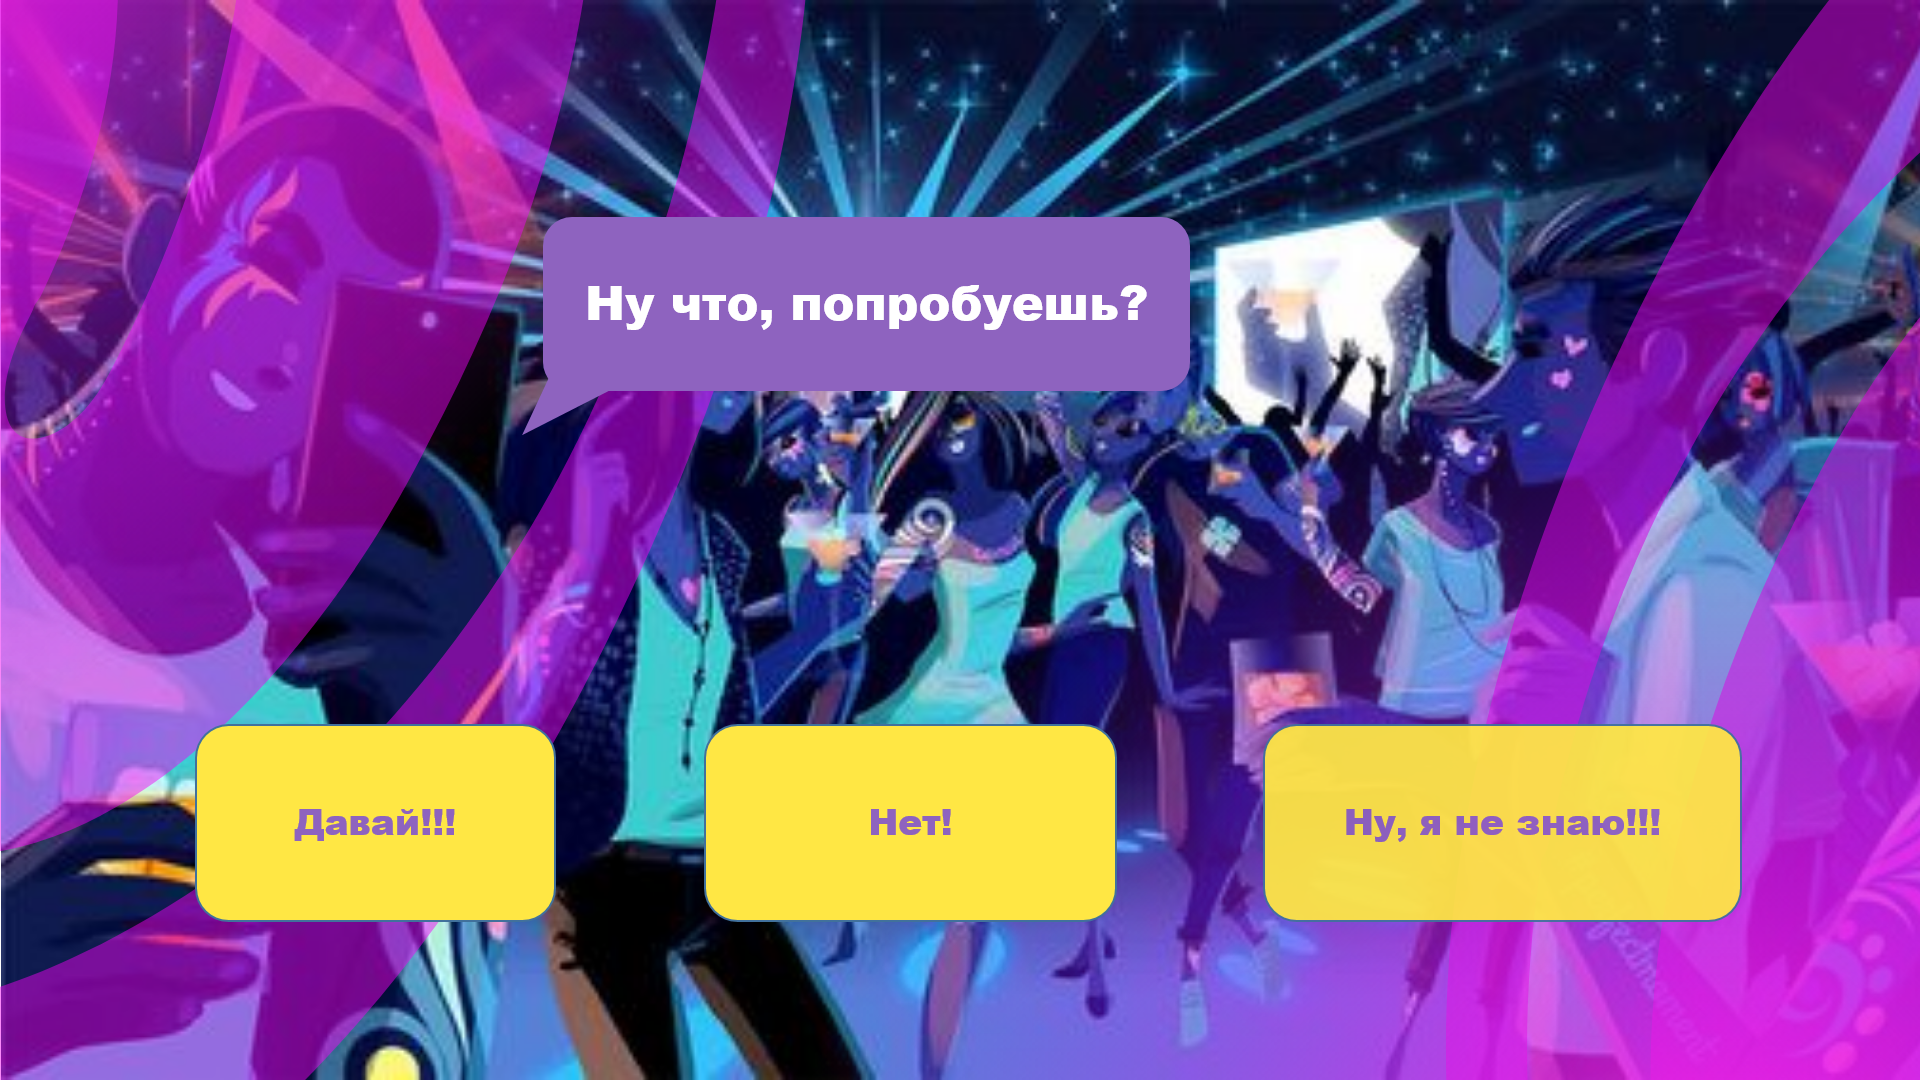 Ну что, попробуешь?
Давай!!!
Нет!
Ну, я не знаю!!!